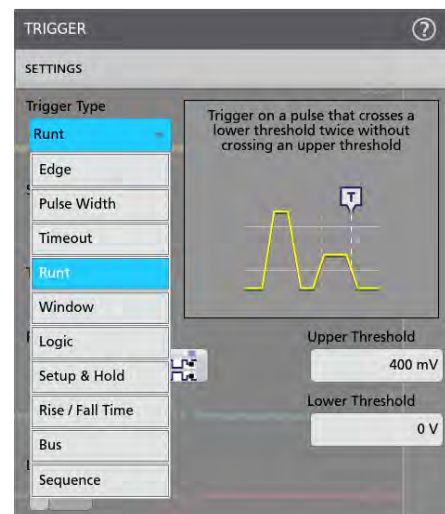 TRIGGER
?
SETTINGS
Trigger Type
Runt
Trigger on a pulse that crosses a
lower threshold twice without
crossing an upper threshold
T
Edge
Pulse Width
Timeout
Runt
Window
Logic
Setup & Hold
Rise / Fall Time
Bus
Sequence
Upper Threshold
400 mV
Lower Threshold
0 V